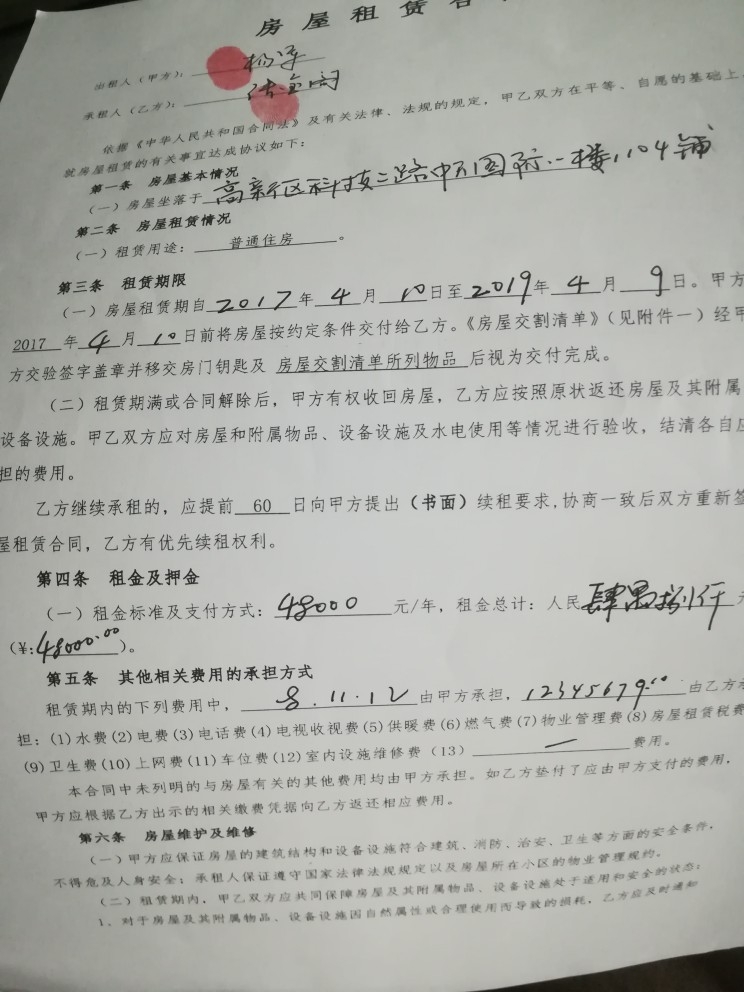 房屋租赁合
出租人（甲方）：
承租人（乙方）：
依据《中华人民共和国合同法》及有关法律、法规的规定，甲乙双方在平等、自愿的基础上，
就房屋租赁的有关事宜达成协议如下：
第一条 房屋基本情况
（一）房屋坐落于高新区科技二路中天国际一楼104铺
第二条 房屋租赁情况
（一）租赁用途： 普通住房 。
第三条 租赁期限
（一）房屋租赁期自2017年4月10日至2019年4月9日。甲方
2017年4月10日前将房屋按约定条件交付给乙方。《房屋交割清单》（见附件一）经甲
方交验签字盖章并移交房门钥匙及 房屋交割清单所列物品 后视为交付完成。
（二）租赁期满或合同解除后，甲方有权收回房屋，乙方应按照原状返还房屋及其附属
设备设施。甲乙双方应对房屋和附属物品、设备设施及水电使用等情况进行验收，结清各自应
担的费用。
乙方继续承租的，应提前 60 日向甲方提出（书面）续租要求,协商一致后双方重新签
屋租赁合同，乙方有优先续租权利。
第四条 租金及押金
（一）租金标准及支付方式：48000元/年，租金总计：人民肆万捌仟元
（¥:48000.00）。
第五条 其他相关费用的承担方式
租赁期内的下列费用中，8.11.12由甲方承担，12345679.10由乙方承
担：(1)水费(2)电费(3)电话费(4)电视收视费(5)供暖费(6)燃气费(7)物业管理费(8)房屋租赁税费
(9)卫生费(10)上网费(11)车位费(12)室内设施维修费（13） — 费用。
本合同中未列明的与房屋有关的其他费用均由甲方承担。如乙方垫付了应由甲方支付的费用，
甲方应根据乙方出示的相关缴费凭据向乙方返还相应费用。
第六条 房屋维护及维修
（一）甲方应保证房屋的建筑结构和设备设施符合建筑、消防、治安、卫生等方面的安全条件，
不得危及人身安全；承租人保证遵守国家法律法规规定以及房屋所在小区的物业管理规约。
（二）租赁期内，甲乙双方应共同保障房屋及其附属物品、设备设施处于适用和安全的状态：
1、对于房屋及其附属物品、设备设施因自然属性或合理使用而导致的损耗，乙方应及时通知